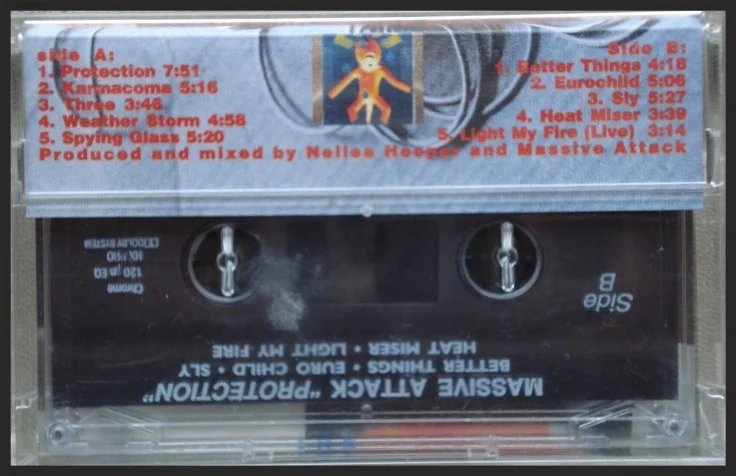 side A:
1. Protection 7:51
2. Karmacoma 5:16
3. Three 3:46
4. Weather Storm 4:58
5. Spying Glass 5:20
Side B:
1. Better Things 4:18
2. Eurochild 5:06
3. Sly 5:27
4. Heat Miser 3:39
5. Light My Fire (Live) 3:14
Produced and mixed by Nellee Hooper and Massive Attack
MASSIVE ATTACK "PROTECTION"
BETTER THINGS • EURO CHILD • SLY
HEAT MISER • LIGHT MY FIRE
Side
B
Chrome
120 µs EQ
DOLBY SYSTEM